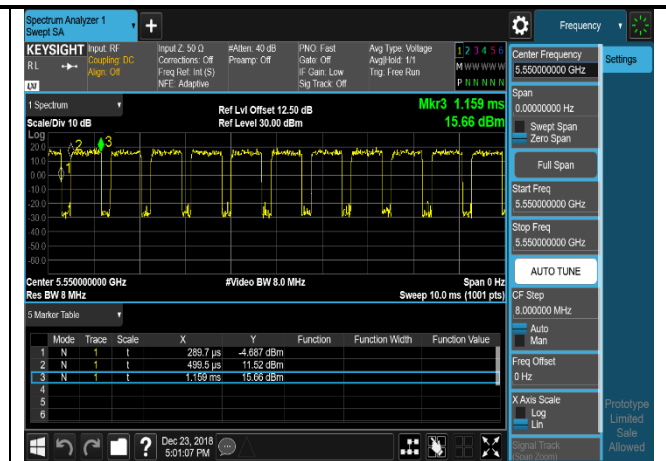 Spectrum Analyzer 1
Swept SA
Frequency
KEYSIGHT
RL
LXI
Input: RF
Coupling: DC
Align: Off
Input Z: 50 Ω
Corrections: Off
Freq Ref: Int (S)
NFE: Adaptive
#Atten: 40 dB
Preamp: Off
PNO: Fast
Gate: Off
IF Gain: Low
Sig Track: Off
Avg Type: Voltage
Avg|Hold: 1/1
Trig: Free Run
1 2 3 4 5 6
M W W W W W
P N N N N N
1 Spectrum
Scale/Div 10 dB
Log
Ref Lvl Offset 12.50 dB
Ref Level 30.00 dBm
Mkr3 1.159 ms
15.66 dBm
20.0
10.0
0.00
-10.0
-20.0
-30.0
-40.0
-50.0
-60.0
1
2
3
Center 5.550000000 GHz
Res BW 8 MHz
#Video BW 8.0 MHz
Span 0 Hz
Sweep 10.0 ms (1001 pts)
5 Marker Table
Mode Trace Scale X Y Function Function Width Function Value
1 N 1 t 289.7 µs -4.687 dBm
2 N 1 t 499.5 µs 11.52 dBm
3 N 1 t 1.159 ms 15.66 dBm
4
5
6
Dec 23, 2018
5:01:07 PM
?
Center Frequency
5.550000000 GHz
Span
0.00000000 Hz
Swept Span
Zero Span
Full Span
Start Freq
5.550000000 GHz
Stop Freq
5.550000000 GHz
AUTO TUNE
CF Step
8.000000 MHz
Auto
Man
Freq Offset
0 Hz
X Axis Scale
Log
Lin
Signal Track
(Span Zoom)
Settings
Prototype
Limited
Sale
Allowed